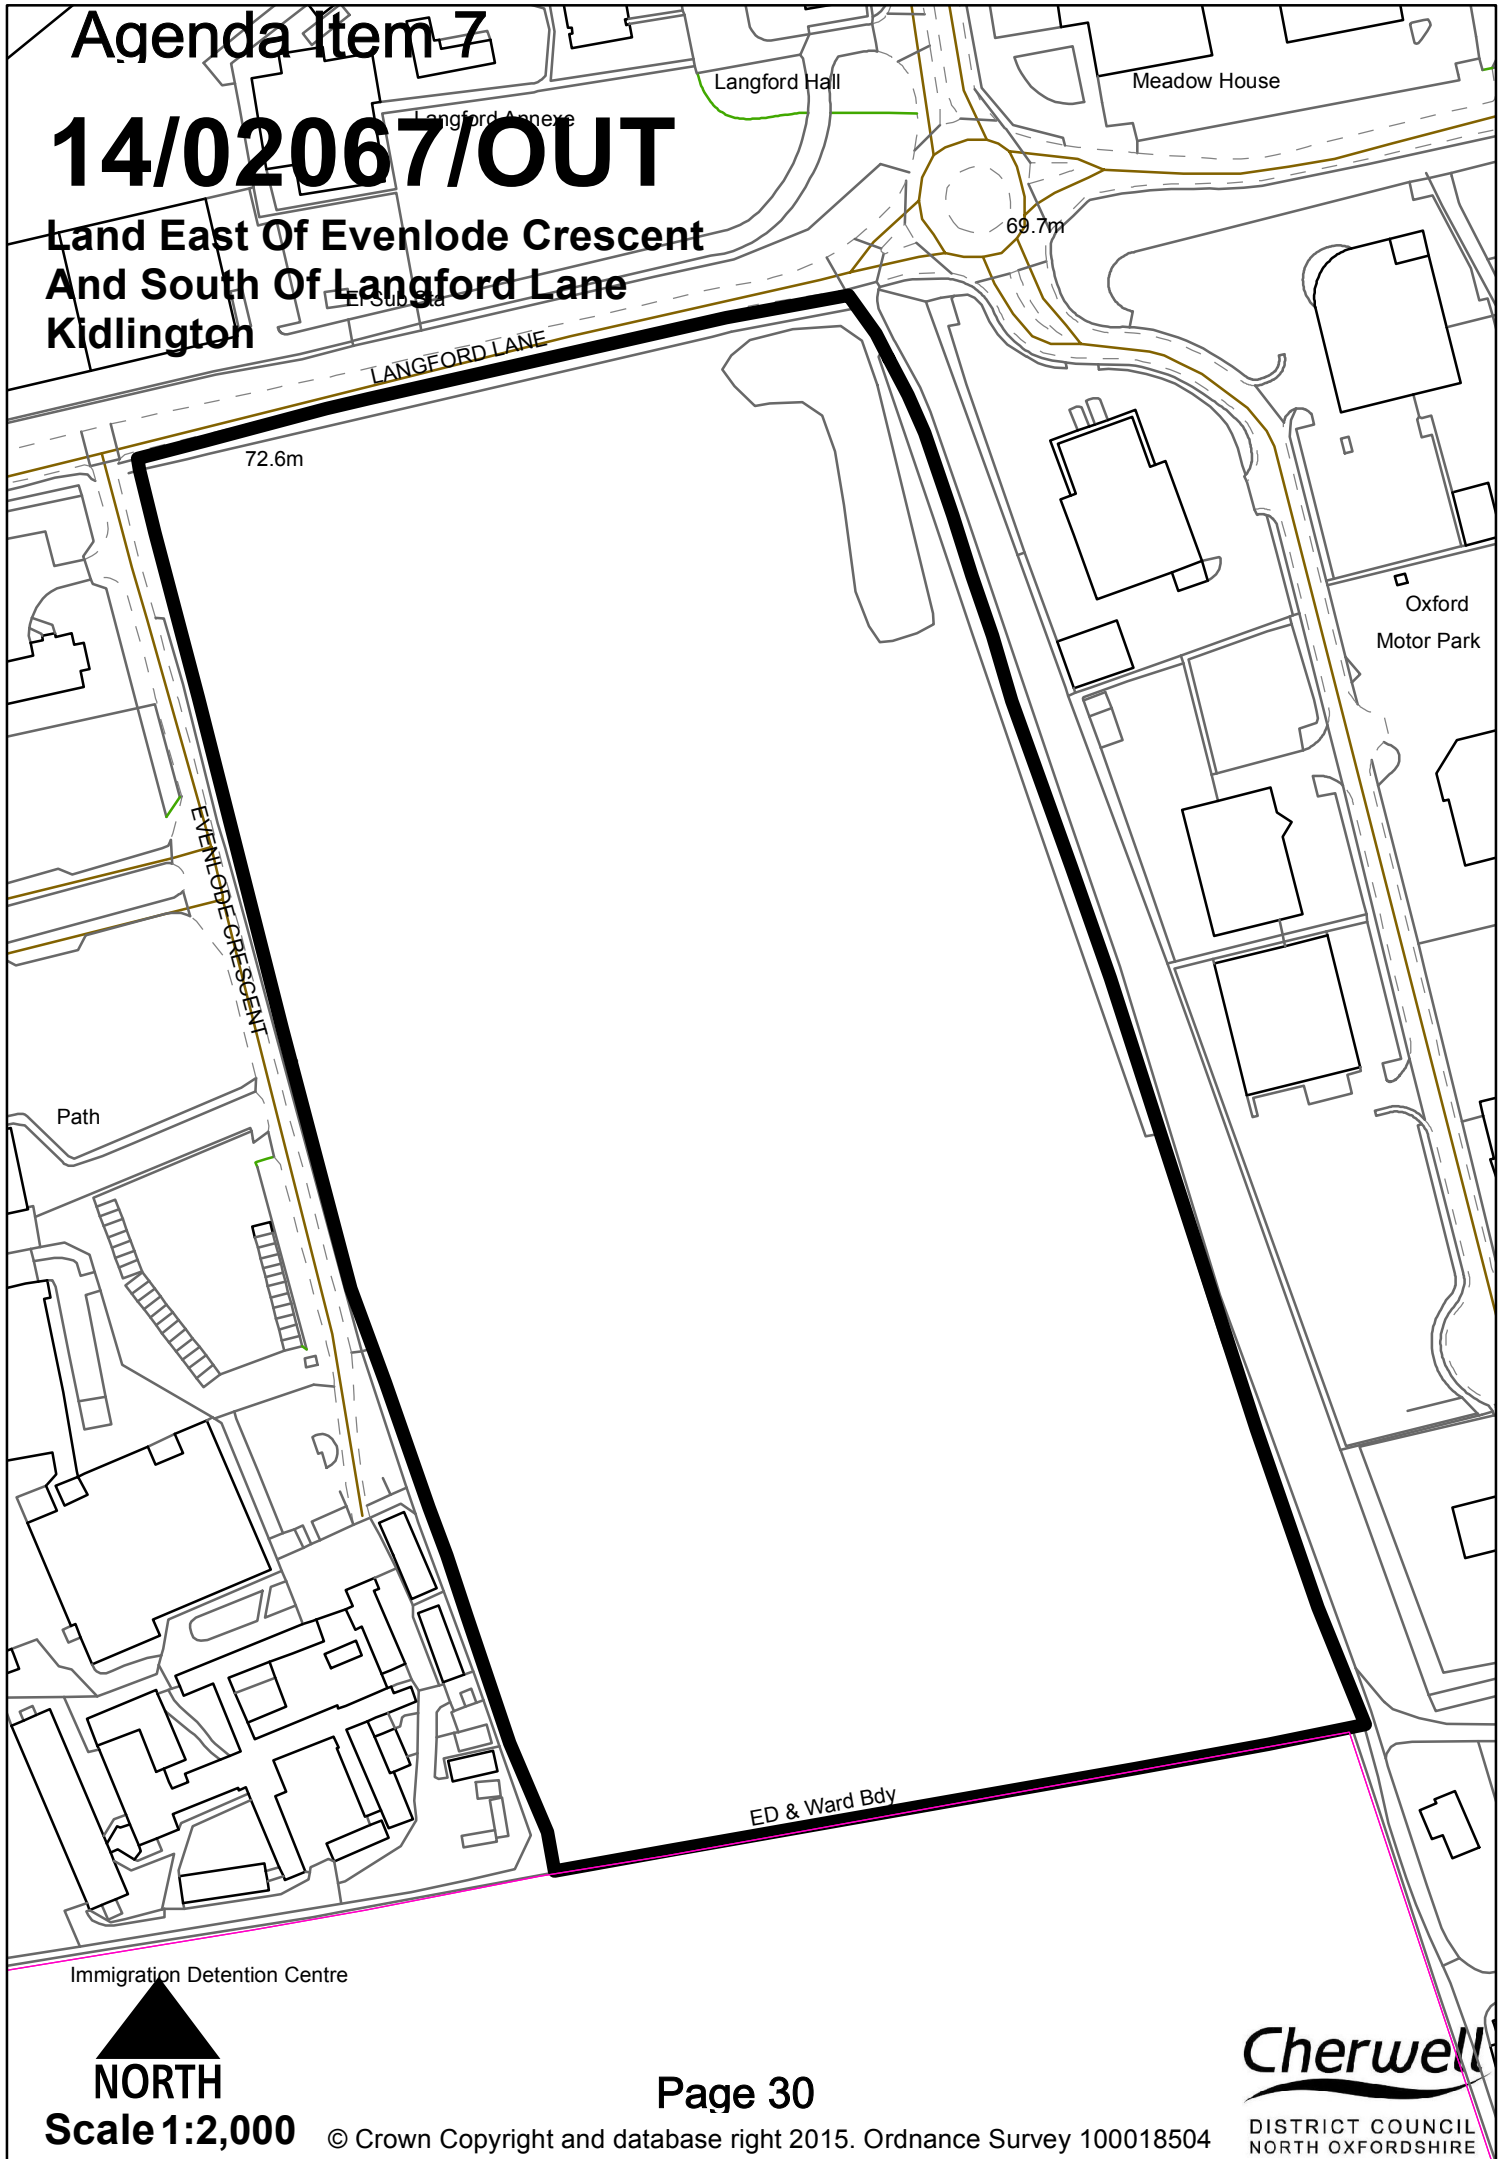 Agenda Item 7
14/02067/OUT
Land East Of Evenlode Crescent
And South Of Langford Lane
Kidlington
Langford Hall
Meadow House
Langford Annexe
69.7m
El Sub Sta
LANGFORD LANE
72.6m
Oxford
Motor Park
EVENLODE CRESCENT
Path
ED & Ward Bdy
Immigration Detention Centre
NORTH
Scale 1:2,000
Page 30
© Crown Copyright and database right 2015. Ordnance Survey 100018504
Cherwell
DISTRICT COUNCIL
NORTH OXFORDSHIRE